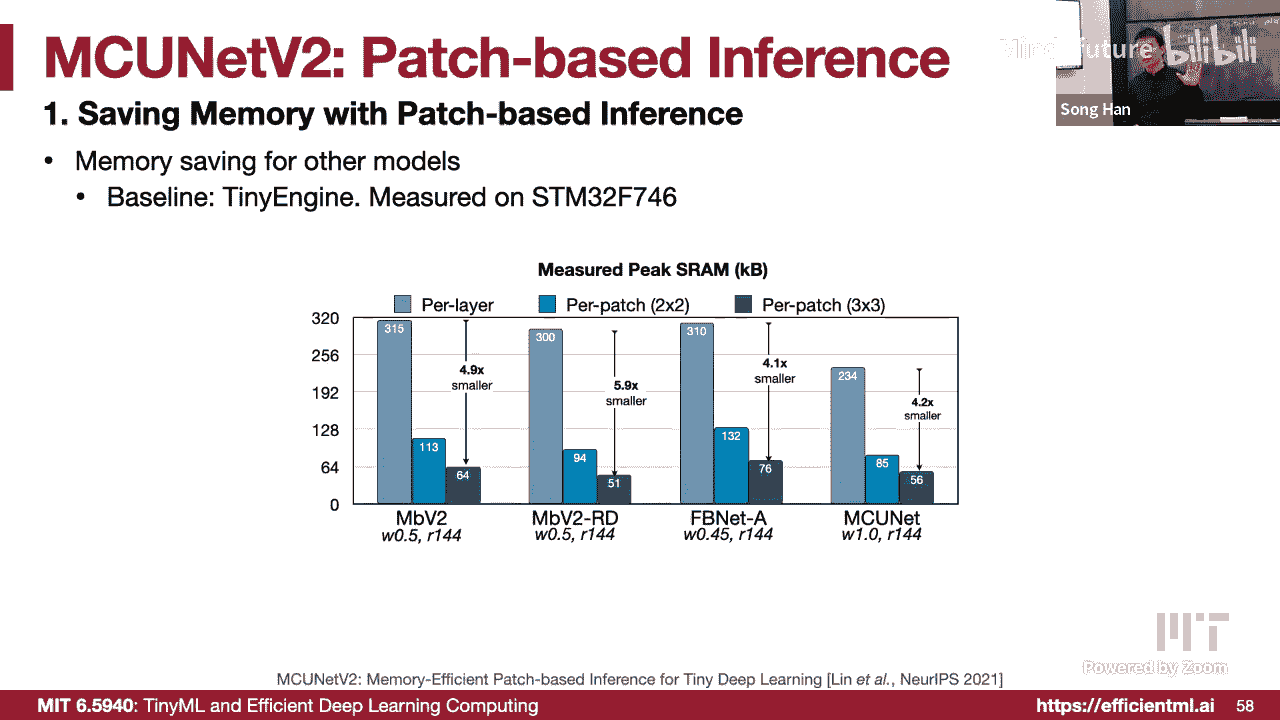 MCUNetV2: Patch-based Inference
Mind Future bilibili
Song Han
1. Saving Memory with Patch-based Inference
• Memory saving for other models
• Baseline: TinyEngine. Measured on STM32F746
Measured Peak SRAM (kB)
Per-layer Per-patch (2x2) Per-patch (3x3)
320
256
192
128
64
0
315
113
64
4.9x
smaller
300
94
51
5.9x
smaller
310
132
76
4.1x
smaller
234
85
56
4.2x
smaller
MbV2 MbV2-RD FBNet-A MCUNet
w0.5, r144 w0.5, r144 w0.45, r144 w1.0, r144
MIT
Powered by Zoom
MCUNetV2: Memory-Efficient Patch-based Inference for Tiny Deep Learning [Lin et al., NeurIPS 2021]
MIT 6.5940: TinyML and Efficient Deep Learning Computing https://efficientml.ai 58